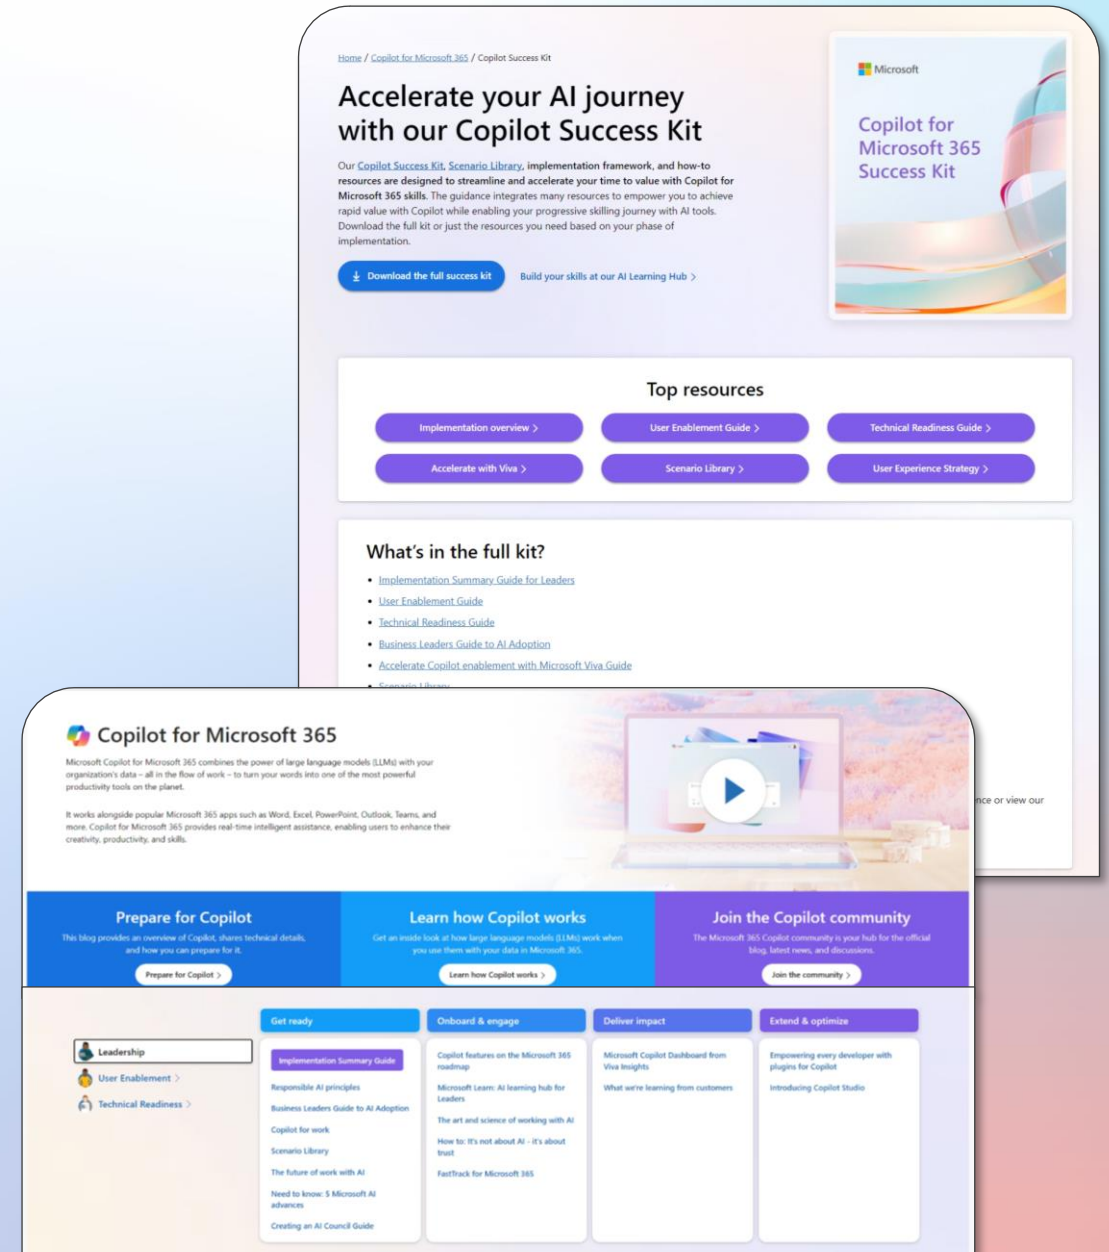 Home / Copilot for Microsoft 365 / Copilot Success Kit
Accelerate your AI journey
with our Copilot Success Kit
Our Copilot Success Kit, Scenario Library, implementation framework, and how-to
resources are designed to streamline and accelerate your time to value with Copilot for
Microsoft 365 skills. The guidance integrates many resources to empower you to achieve
rapid value with Copilot while enabling your progressive skilling journey with AI tools.
Download the full kit or just the resources you need based on your phase of
implementation.
Download the full success kit
Build your skills at our AI Learning Hub >
Microsoft
Copilot for
Microsoft 365
Success Kit
Top resources
Implementation overview >
User Enablement Guide >
Technical Readiness Guide >
Accelerate with Viva >
Scenario Library >
User Experience Strategy >
What's in the full kit?
• Implementation Summary Guide for Leaders
• User Enablement Guide
• Technical Readiness Guide
• Business Leaders Guide to AI Adoption
• Accelerate Copilot enablement with Microsoft Viva Guide
• Scenario Library
or view our
Copilot for Microsoft 365
Microsoft Copilot for Microsoft 365 combines the power of large language models (LLMs) with your
organization's data – all in the flow of work – to turn your words into one of the most powerful
productivity tools on the planet.
It works alongside popular Microsoft 365 apps such as Word, Excel, PowerPoint, Outlook, Teams, and
more. Copilot for Microsoft 365 provides real-time intelligent assistance, enabling users to enhance their
creativity, productivity, and skills.
Prepare for Copilot
This blog provides an overview of Copilot, shares technical details,
and how you can prepare for it.
Prepare for Copilot >
Learn how Copilot works
Get an inside look at how large language models (LLMs) work when
you use them with your data in Microsoft 365.
Learn how Copilot works >
Join the Copilot community
The Microsoft 365 Copilot community is your hub for the official
blog, latest news, and discussions.
Join the community >
Leadership
User Enablement >
Technical Readiness >
Get ready
Implementation Summary Guide
Responsible AI principles
Business Leaders Guide to AI Adoption
Copilot for work
Scenario Library
The future of work with AI
Need to know: 5 Microsoft AI
advances
Creating an AI Council Guide
Onboard & engage
Copilot features on the Microsoft 365
roadmap
Microsoft Learn: AI learning hub for
Leaders
The art and science of working with AI
How to: It's not about AI - it's about
trust
FastTrack for Microsoft 365
Deliver impact
Microsoft Copilot Dashboard from
Viva Insights
What we're learning from customers
Extend & optimize
Empowering every developer with
plugins for Copilot
Introducing Copilot Studio